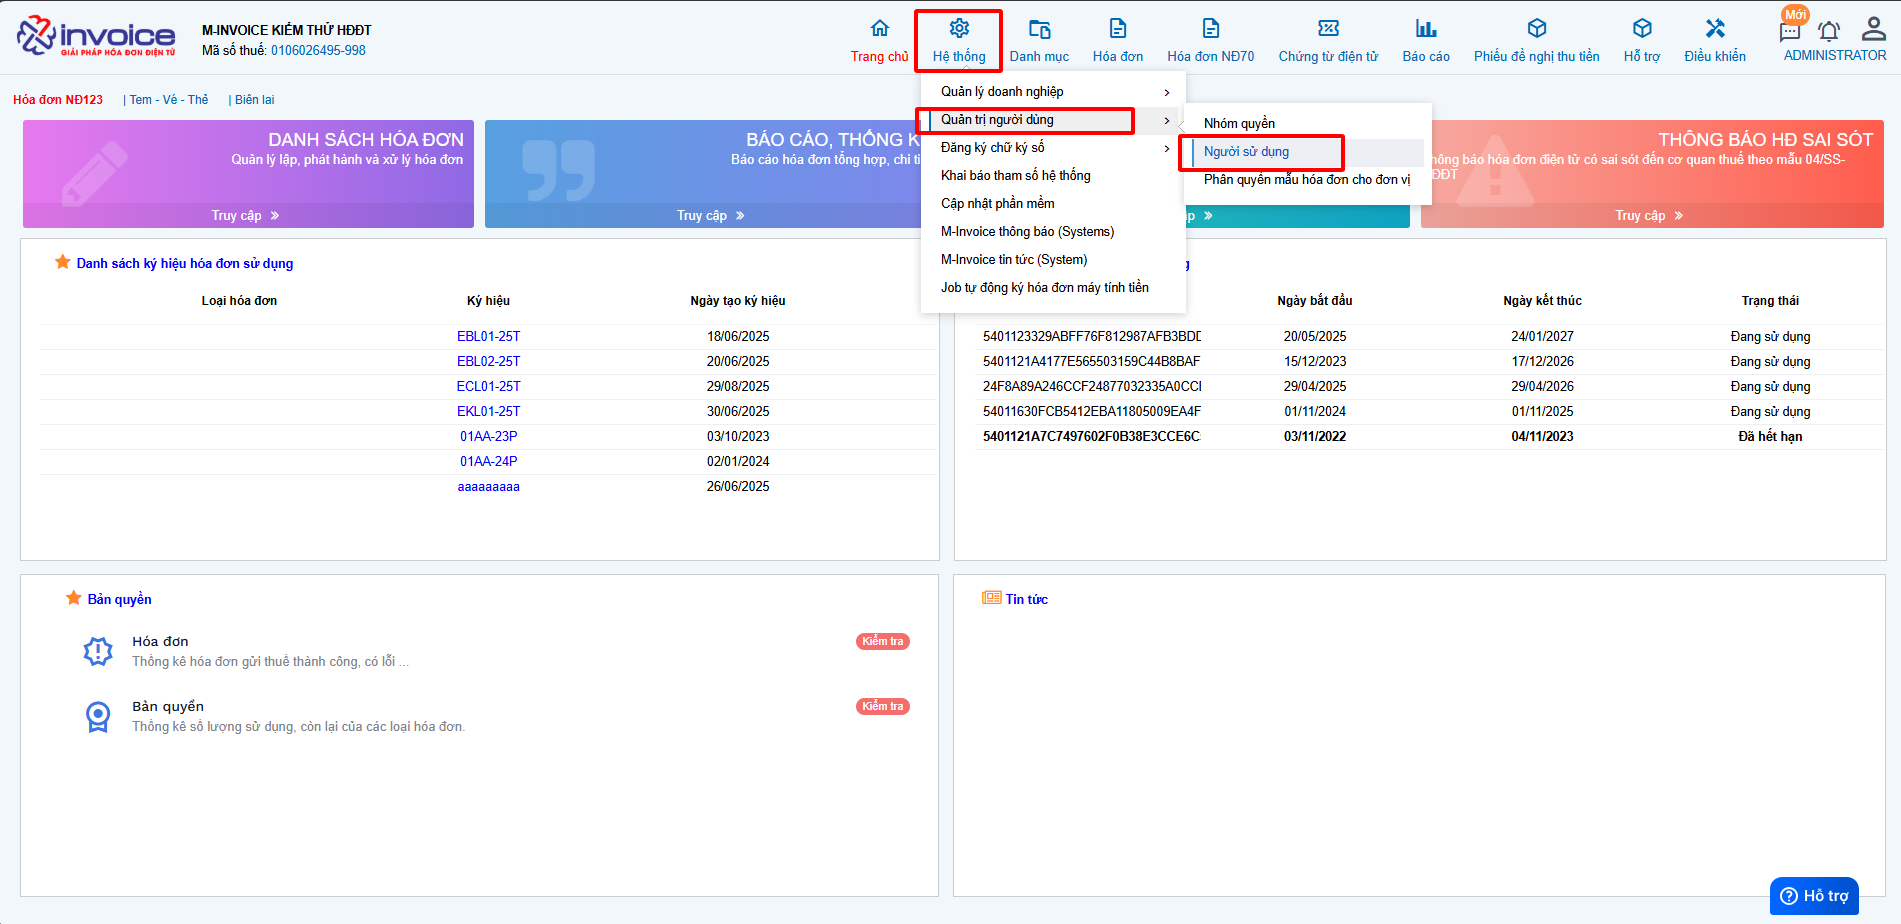 invoice
GIẢI PHÁP HÓA ĐƠN ĐIỆN TỬ
M-INVOICE KIỂM THỬ HĐĐT
Mã số thuế: 0106026495-998
Trang chủ
Hệ thống
Danh mục
Hóa đơn
Hóa đơn NĐ70
Chứng từ điện tử
Báo cáo
Phiếu đề nghị thu tiền
Hỗ trợ
Điều khiển
Mới
ADMINISTRATOR
Hóa đơn NĐ123 | Tem - Vé - Thẻ | Biên lai
Quản lý doanh nghiệp
Quản trị người dùng
Đăng ký chữ ký số
Khai báo tham số hệ thống
Cập nhật phần mềm
M-Invoice thông báo (Systems)
M-Invoice tin tức (System)
Job tự động ký hóa đơn máy tính tiền
Nhóm quyền
Người sử dụng
Phân quyền mẫu hóa đơn cho đơn vị
DANH SÁCH HÓA ĐƠN
Quản lý lập, phát hành và xử lý hóa đơn
Truy cập
BÁO CÁO, THỐNG K
Báo cáo hóa đơn tổng hợp, chi ti
Truy cập
ập
THÔNG BÁO HĐ SAI SÓT
hông báo hóa đơn điện tử có sai sót đến cơ quan thuế theo mẫu 04/SS-
ĐĐT
Truy cập
Danh sách ký hiệu hóa đơn sử dụng
Loại hóa đơn Ký hiệu Ngày tạo ký hiệu
EBL01-25T 18/06/2025
EBL02-25T 20/06/2025
ECL01-25T 29/08/2025
EKL01-25T 30/06/2025
01AA-23P 03/10/2023
01AA-24P 02/01/2024
aaaaaaaaa 26/06/2025
g
Ngày bắt đầu Ngày kết thúc Trạng thái
5401123329ABFF76F812987AFB3BDD 20/05/2025 24/01/2027 Đang sử dụng
5401121A4177E565503159C44B8BAF 15/12/2023 17/12/2026 Đang sử dụng
24F8A89A246CCF24877032335A0CCI 29/04/2025 29/04/2026 Đang sử dụng
54011630FCB5412EBA11805009EA4F 01/11/2024 01/11/2025 Đang sử dụng
5401121A7C7497602F0B38E3CCE6C 03/11/2022 04/11/2023 Đã hết hạn
Bản quyền
Hóa đơn
Thống kê hóa đơn gửi thuế thành công, có lỗi ...
Kiểm tra
Bản quyền
Thống kê số lượng sử dụng, còn lại của các loại hóa đơn.
Kiểm tra
Tin tức
Hỗ trợ